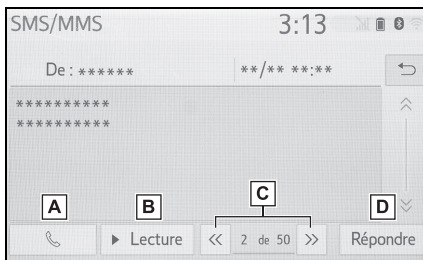 SMS/MMS 3:13
De : ****** **/** **:**
**********
**********
A B C D
Lecture << 2 de 50 >> Répondre